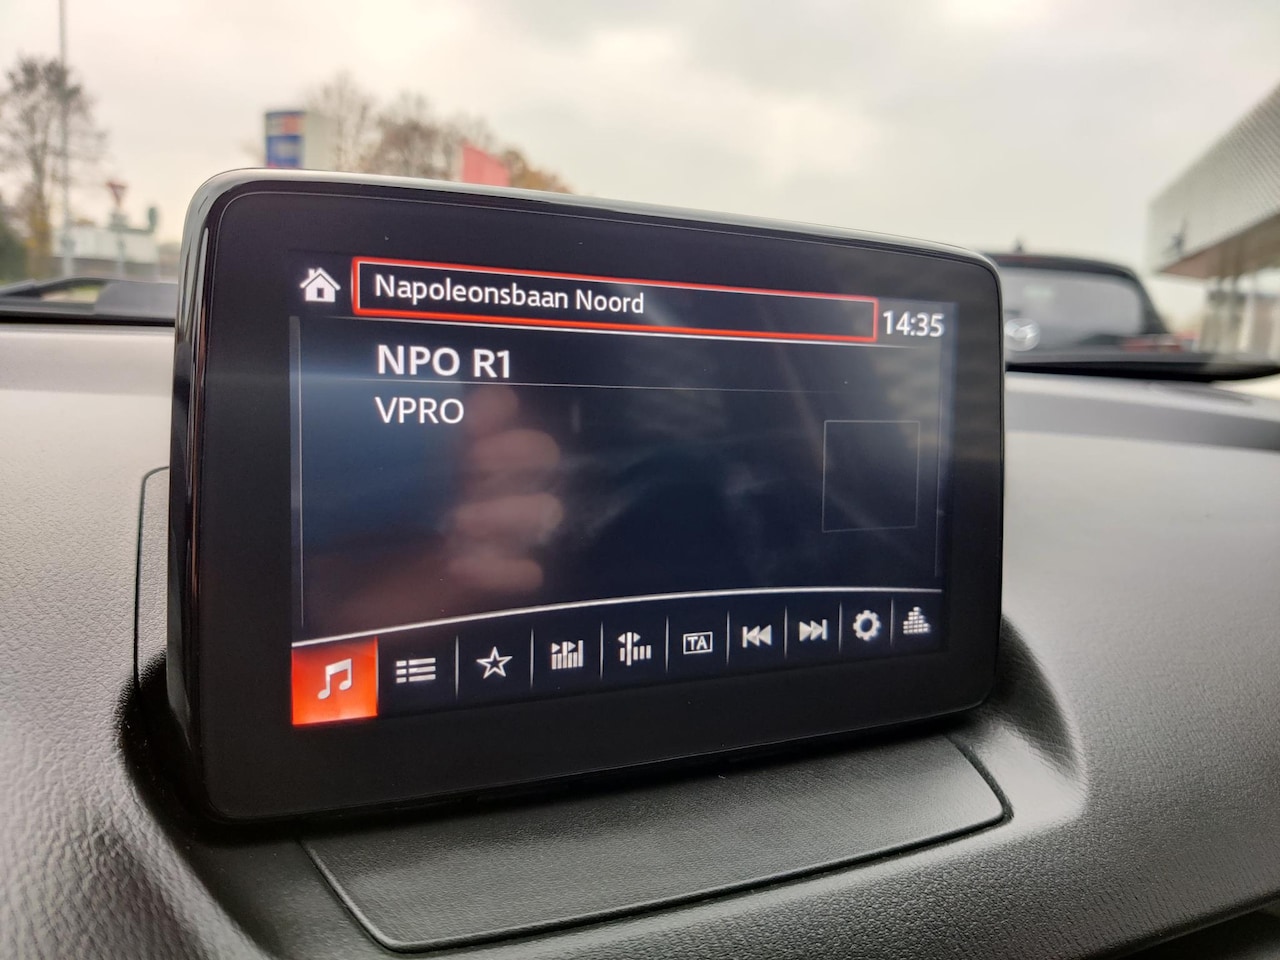 Napoleonsbaan Noord
14:35
NPO R1
VPRO
TA